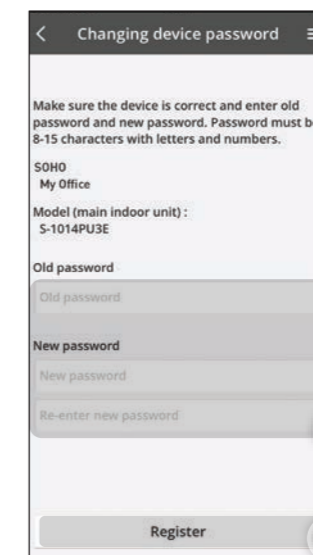 Changing device password
Make sure the device is correct and enter old
password and new password. Password must b
8-15 characters with letters and numbers.
SOHO
My Office
Model (main indoor unit) :
S-1014PU3E
Old password
Old password
New password
New password
Re-enter new password
Register